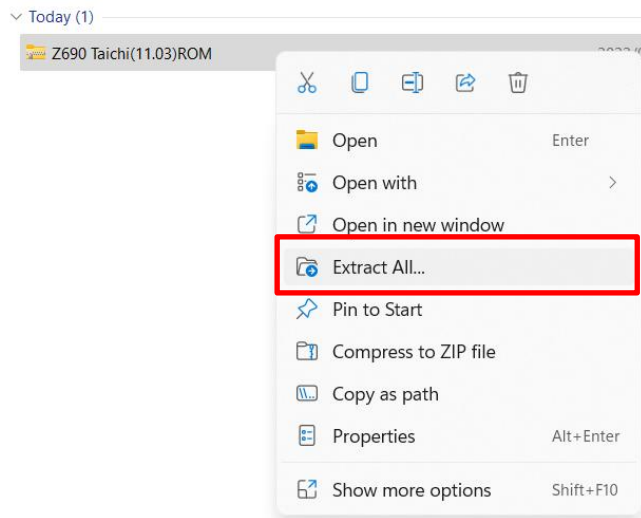 Today (1)
Z690 Taichi(11.03)ROM
Open Enter
Open with
Open in new window
Extract All...
Pin to Start
Compress to ZIP file
Copy as path
Properties Alt+Enter
Show more options Shift+F10